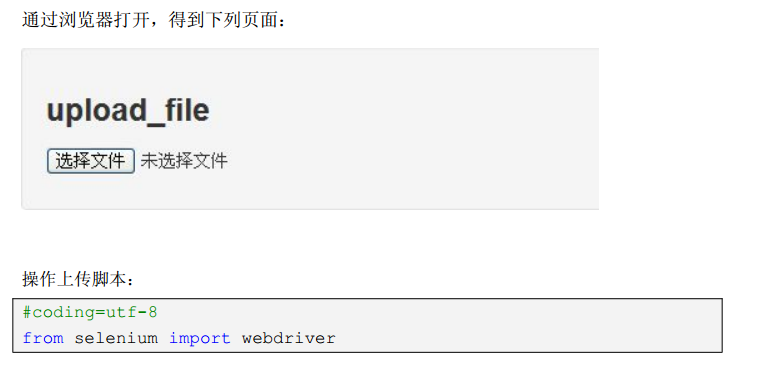 通过浏览器打开，得到下列页面：
upload_file
选择文件 未选择文件
操作上传脚本：
#coding=utf-8
from selenium import webdriver